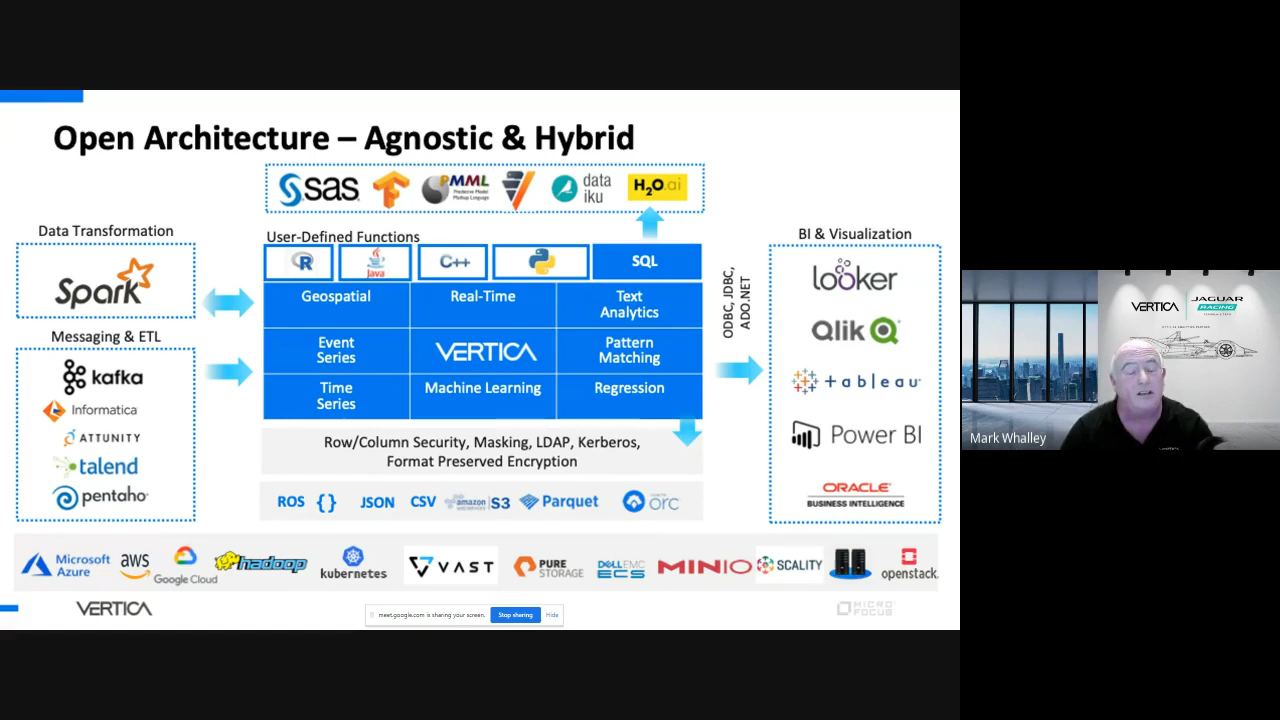 Open Architecture – Agnostic & Hybrid
sas
PMML
Predictive Model
Markup Language
data
iku
H2O.ai
Data Transformation
Spark
Messaging & ETL
kafka
Informatica
ATTUNITY
talend
pentaho
User-Defined Functions
R
Java
C++
SQL
Geospatial
Real-Time
Text
Analytics
Event
Series
VERTICA
Pattern
Matching
Time
Series
Machine Learning
Regression
Row/Column Security, Masking, LDAP, Kerberos,
Format Preserved Encryption
ROS {} JSON CSV amazon S3 Parquet orc
ODBC, JDBC,
ADO.NET
BI & Visualization
looker
Qlik
+ableau
Power BI
ORACLE
BUSINESS INTELLIGENCE
Microsoft
Azure
aws
Google Cloud
hadoop
kubernetes
VAST
PURE
STORAGE
DELL EMC
ECS
MINIO
SCALITY
openstack.
VERTICA
meet.google.com is sharing your screen.
Stop sharing
Hide
MICRO
FOCUS
VERTICA
JAGUAR
RACING
Mark Whalley